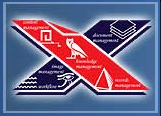 content
management
document
management
knowledge
management
image
management
workflow
records
management